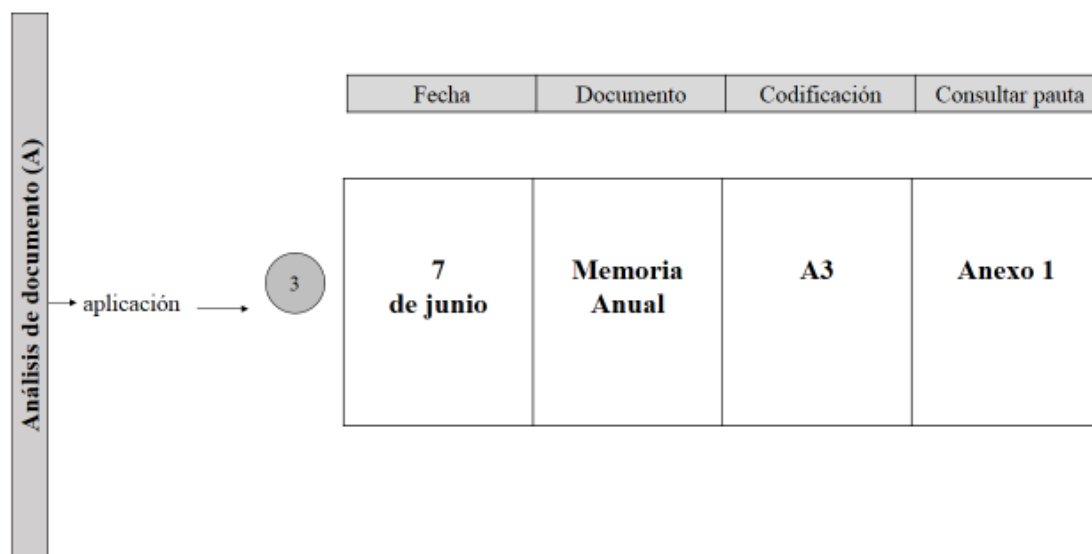 Análisis de documento (A)
aplicación
3
Fecha Documento Codificación Consultar pauta
7 Memoria A3 Anexo 1
de junio Anual